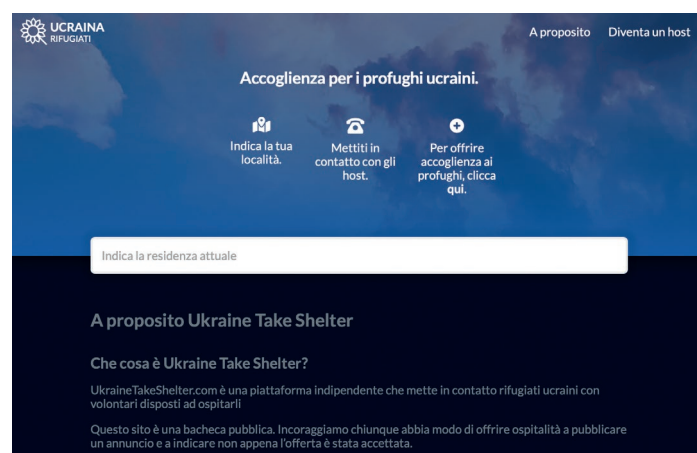 UCRAINA
RIFUGIATI
A proposito
Diventa un host
Accoglienza per i profughi ucraini.
Indica la tua
località.
Mettiti in
contatto con gli
host.
Per offrire
accoglienza ai
profughi, clicca
qui.
Indica la residenza attuale
A proposito Ukraine Take Shelter
Che cosa è Ukraine Take Shelter?
UkraineTakeShelter.com è una piattaforma indipendente che mette in contatto rifugiati ucraini con
volontari disposti ad ospitarli
Questo sito è una bacheca pubblica. Incoraggiamo chiunque abbia modo di offrire ospitalità a pubblicare
un annuncio e a indicare non appena l'offerta è stata accettata.